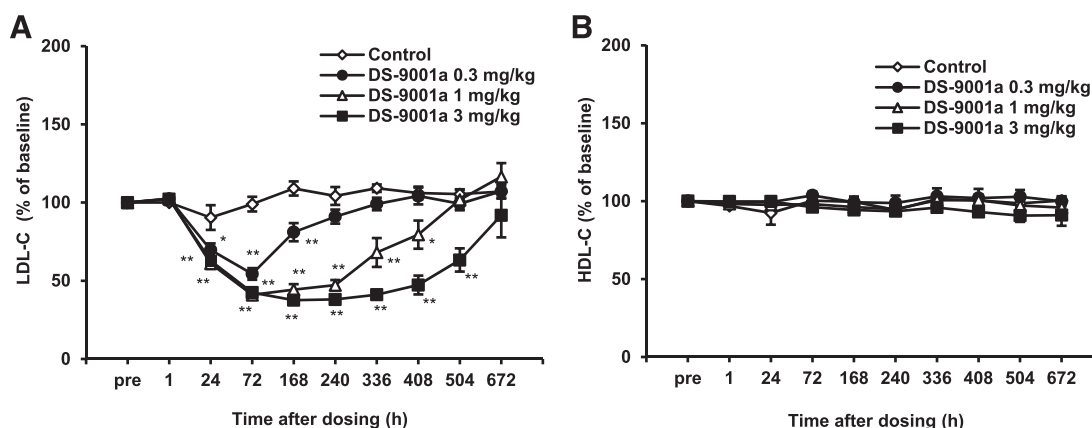 A
200
150
100
50
0
LDL-C (% of baseline)
Control
DS-9001a 0.3 mg/kg
DS-9001a 1 mg/kg
DS-9001a 3 mg/kg
*
**
**
**
**
**
**
**
**
**
**
**
**
*
**
**
**
pre 1 24 72 168 240 336 408 504 672
Time after dosing (h)
B
200
150
100
50
0
HDL-C (% of baseline)
Control
DS-9001a 0.3 mg/kg
DS-9001a 1 mg/kg
DS-9001a 3 mg/kg
pre 1 24 72 168 240 336 408 504 672
Time after dosing (h)